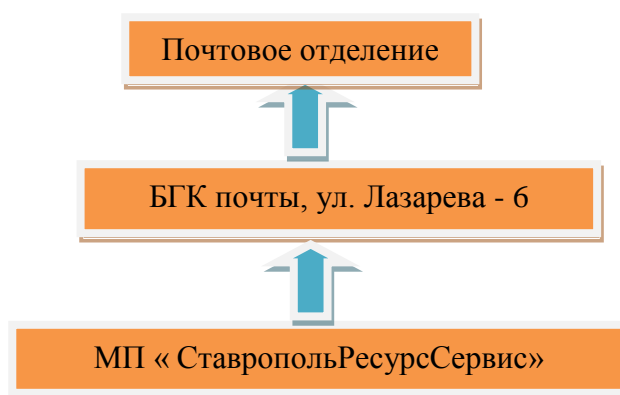 Почтовое отделение
БГК почты, ул. Лазарева - 6
МП « СтавропольРесурсСервис»